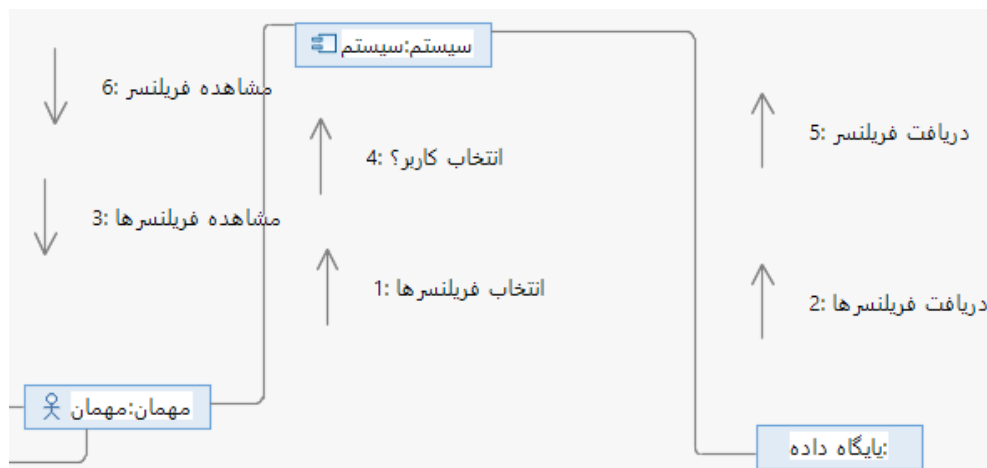 سیستم:سیستم
6: مشاهده فریلنسر
5: دریافت فریلنسر
4: انتخاب کاربر؟
3: مشاهده فریلنسرها
1: انتخاب فریلنسرها
2: دریافت فریلنسرها
مهمان:مهمان
:پایگاه داده